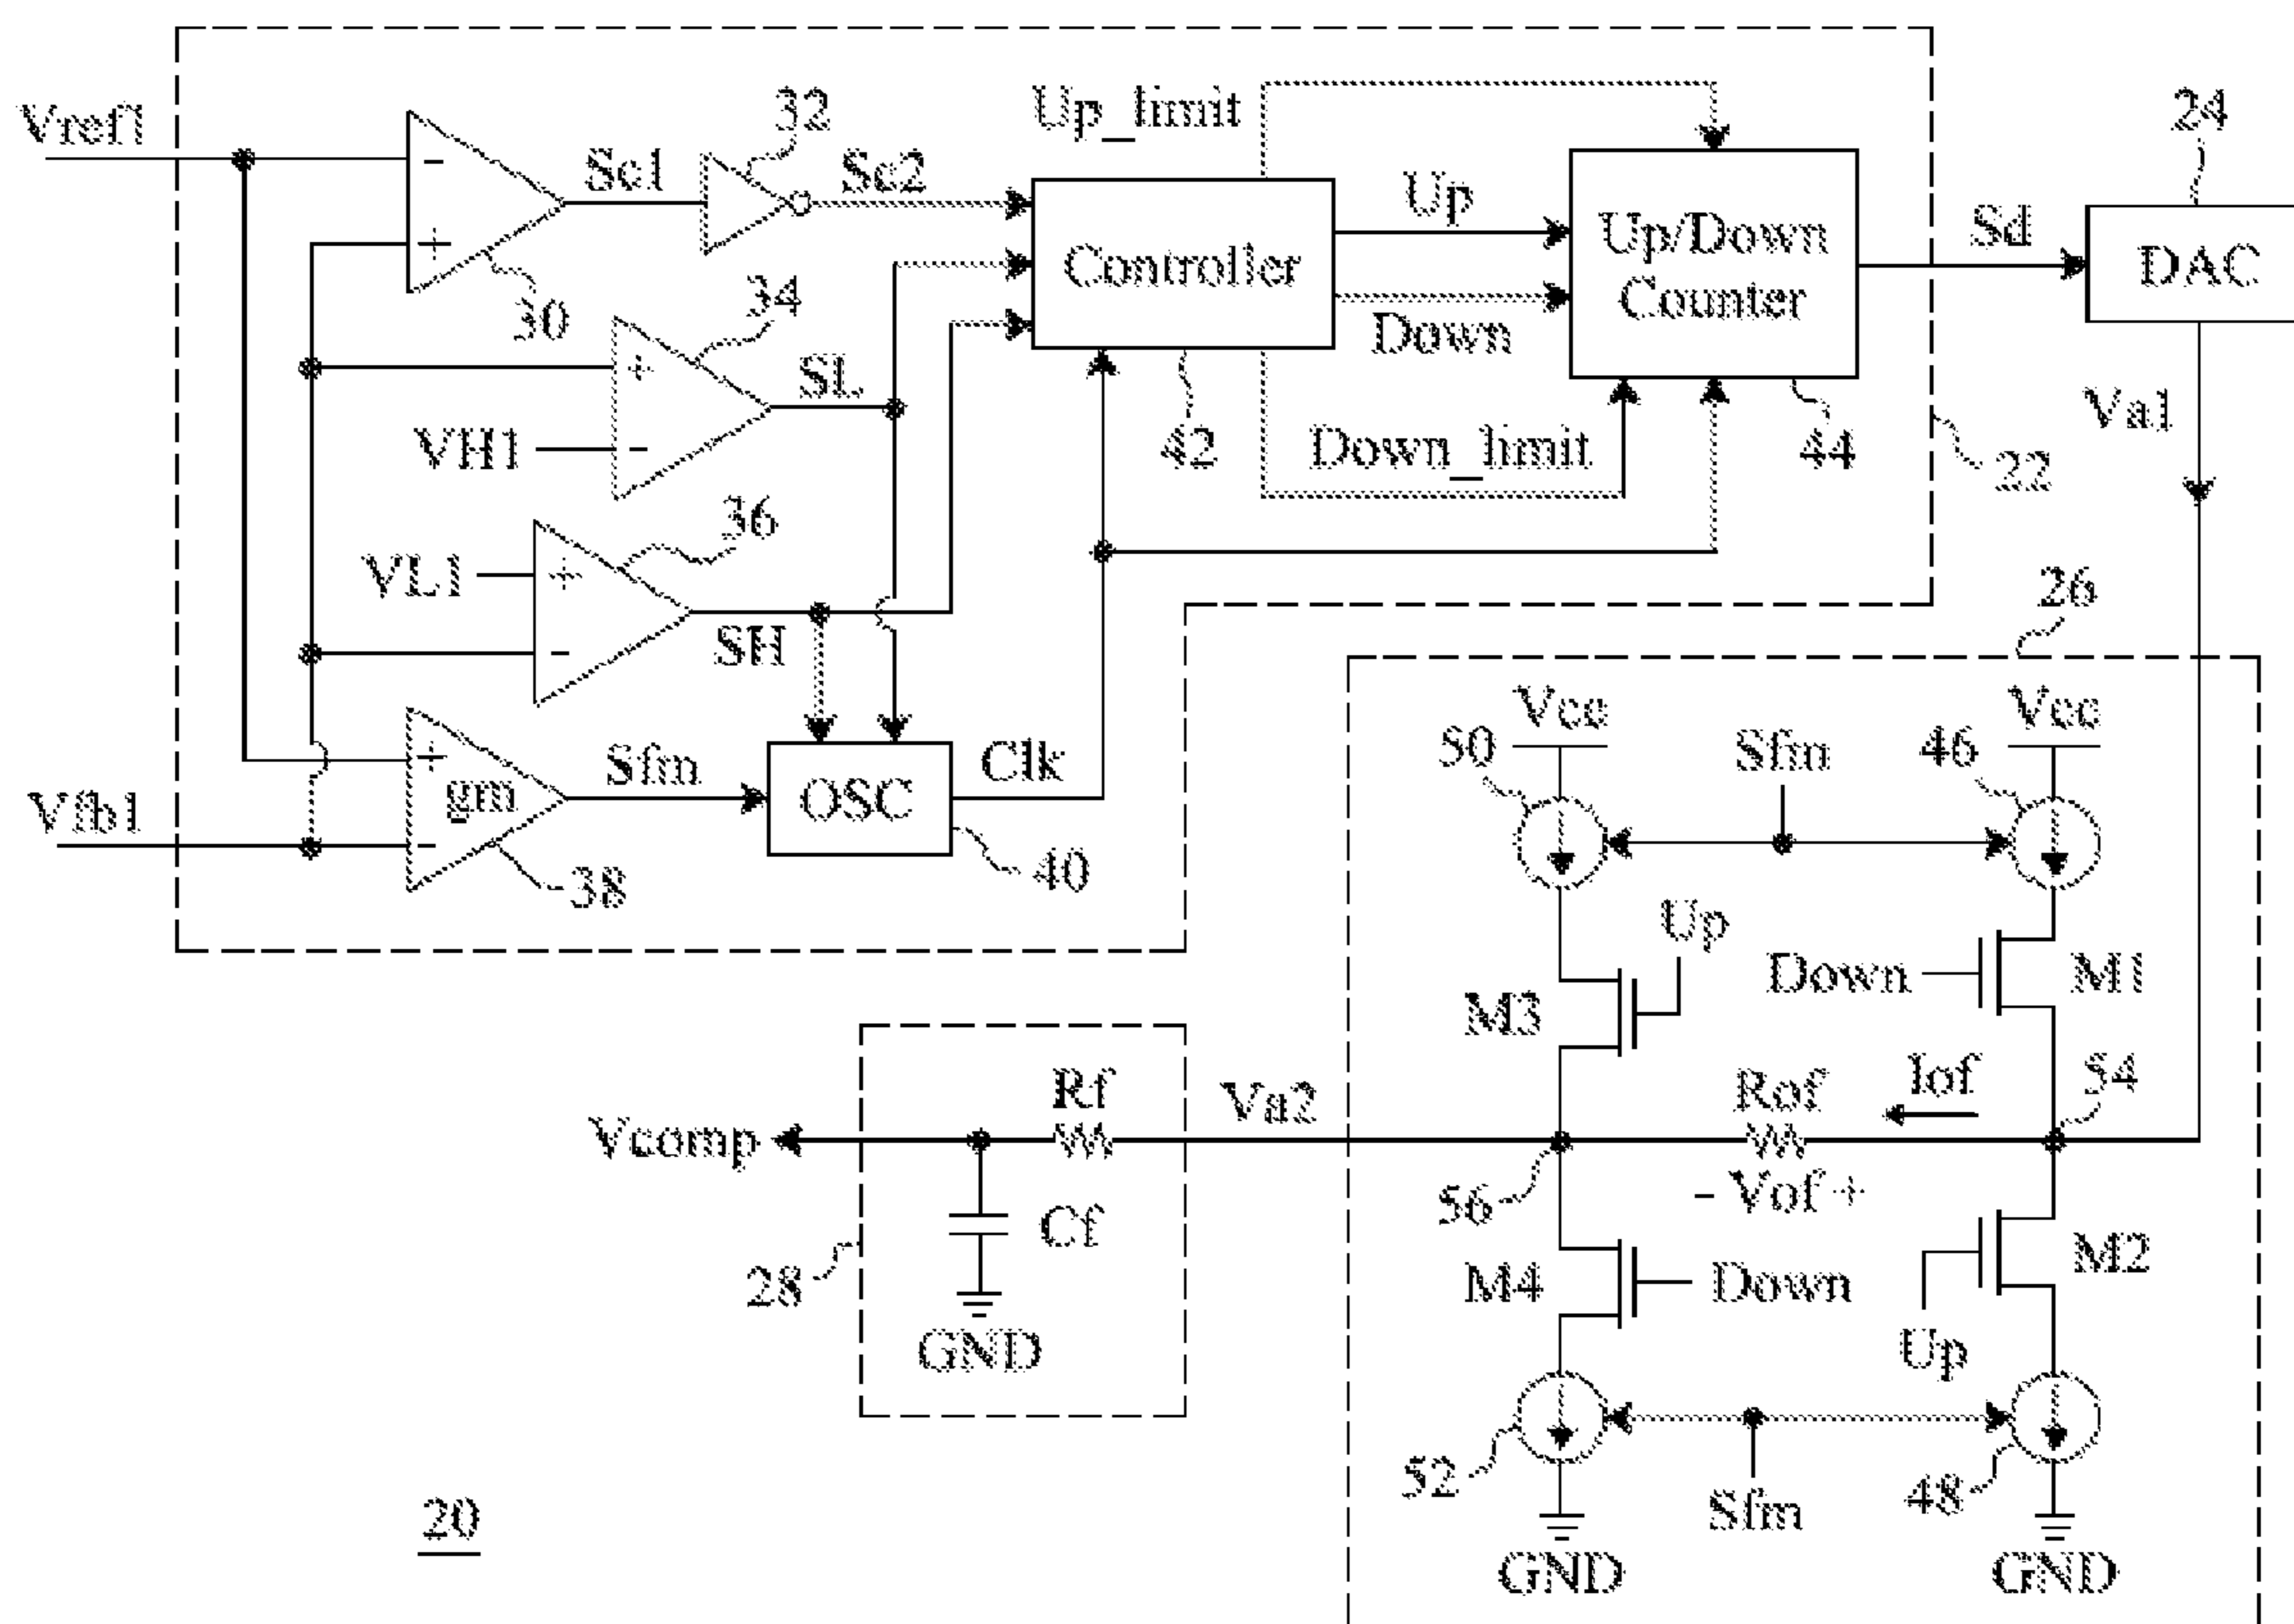 Vref1
Vfb1
-
+
30
Sc1
32
Sc2
34
+
-
VH1
SL
36
VL1
+
-
SH
+
gm
-
38
Sfm
OSC
40
Clk
Up_limit
Controller
42
Up
Down
Down_limit
Up/Down
Counter
44
22
Sd
24
DAC
Va1
26
Vcc
Vcc
50
Sfm
46
Up
M3
Down
M1
54
Iof
Rof
- Vof +
56
Va2
Rf
Vcomp
Cf
GND
28
M4
Down
M2
Up
52
Sfm
48
GND
GND
20